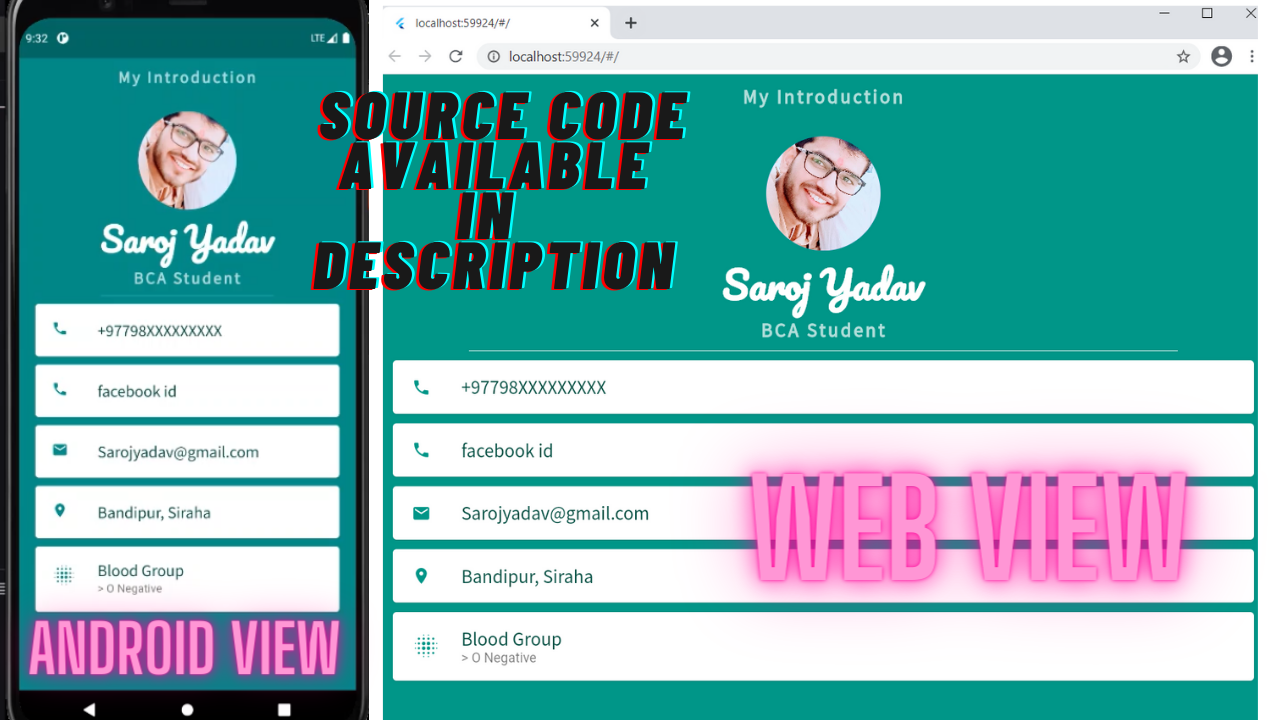 9:32
LTE
My Introduction
Saroj Yadav
BCA Student
+97798XXXXXXXXX
facebook id
Sarojyadav@gmail.com
Bandipur, Siraha
Blood Group
> O Negative
ANDROID VIEW
SOURCE CODE
AVAILABLE
IN
DESCRIPTION
localhost:59924/#/
localhost:59924/#/
My Introduction
Saroj Yadav
BCA Student
+97798XXXXXXXXX
facebook id
Sarojyadav@gmail.com
Bandipur, Siraha
Blood Group
> O Negative
WEB VIEW